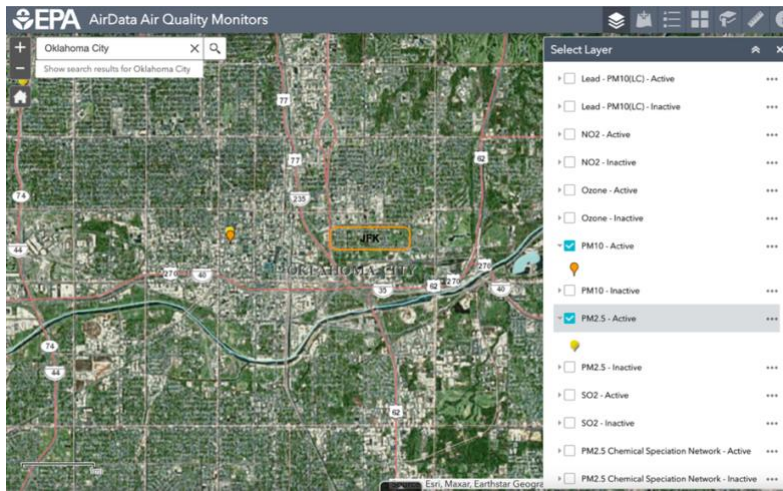 EPA AirData Air Quality Monitors
Oklahoma City
Show search results for Oklahoma City
77
77
62
74
235
44
JFK
OKLAHOMA CITY
270
40
35
62
270
270
40
74
44
62
Source: Esri, Maxar, Earthstar Geogra
Select Layer
Lead - PM10(LC) - Active
Lead - PM10(LC) - Inactive
NO2 - Active
NO2 - Inactive
Ozone - Active
Ozone - Inactive
PM10 - Active
PM10 - Inactive
PM2.5 - Active
PM2.5 - Inactive
SO2 - Active
SO2 - Inactive
PM2.5 Chemical Speciation Network - Active
PM2.5 Chemical Speciation Network - Inactive